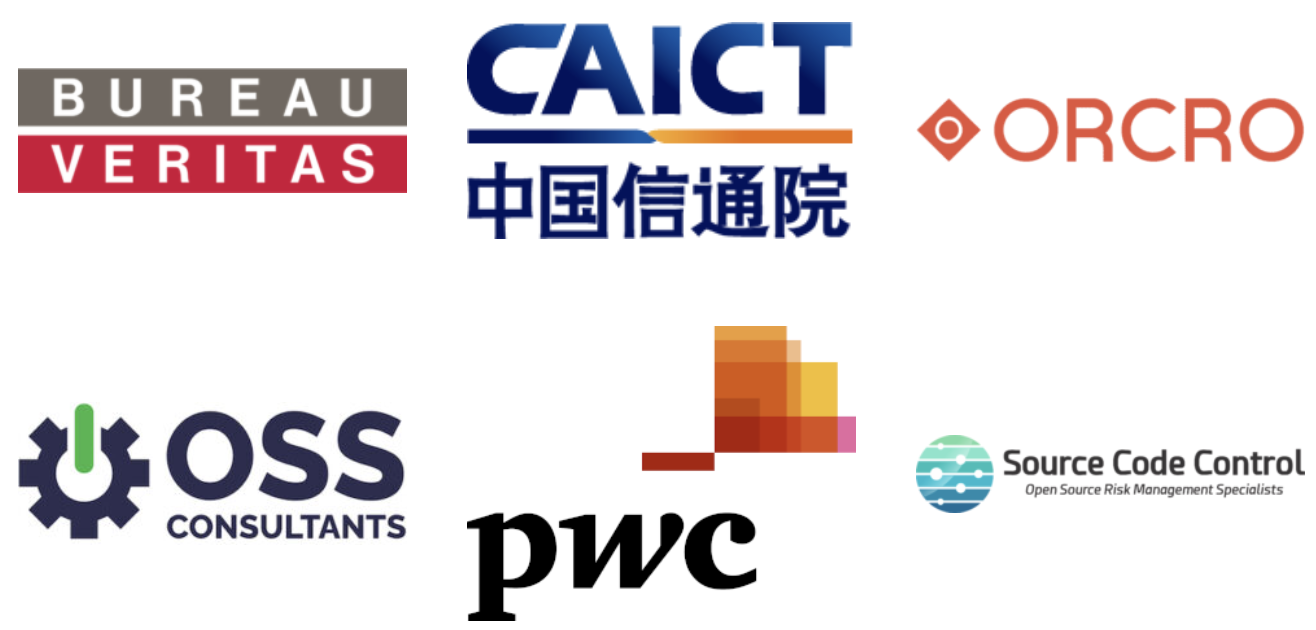 BUREAU
VERITAS
CAICT
中国信通院
ORCRO
OSS
CONSULTANTS
pwc
Source Code Control
Open Source Risk Management Specialists